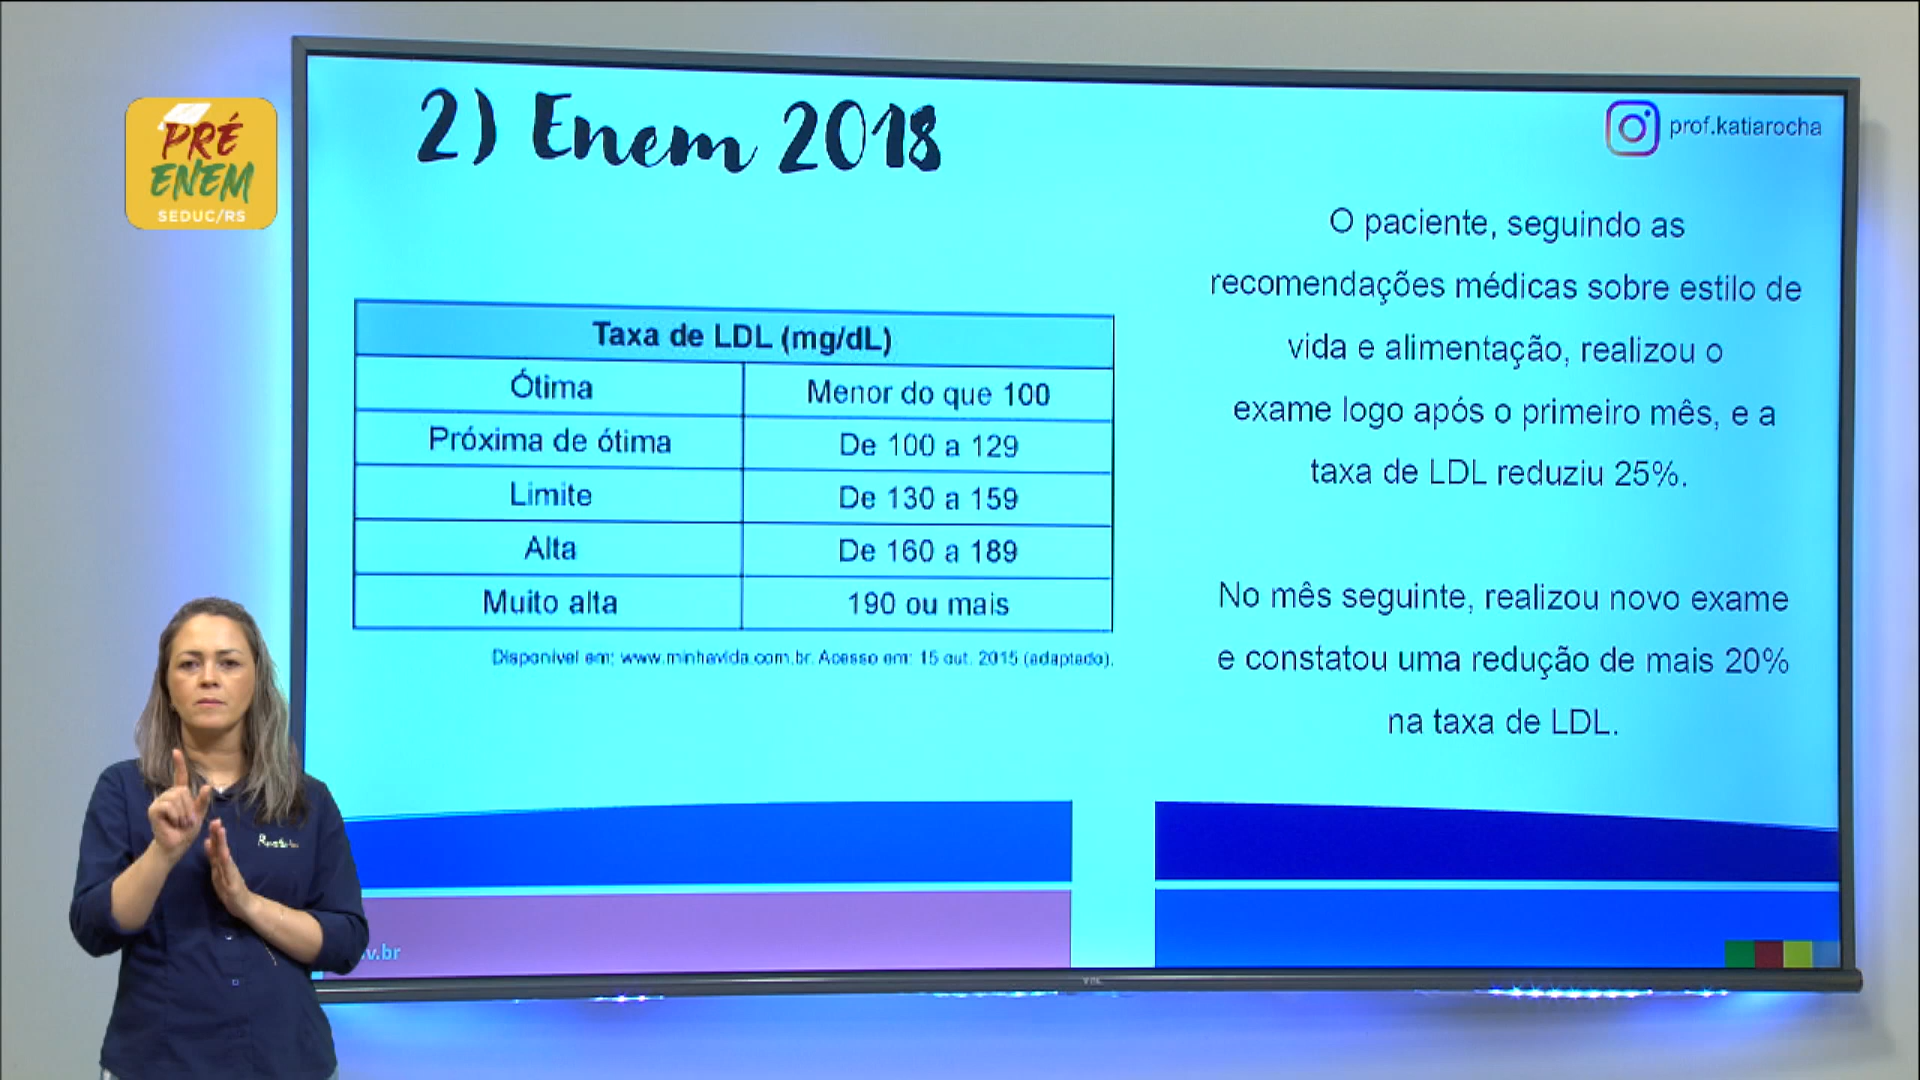 PRÉ
ENEM
SEDUC/RS
2) Enem 2018
prof.katiarocha
Taxa de LDL (mg/dL)
Ótima Menor do que 100
Próxima de ótima De 100 a 129
Limite De 130 a 159
Alta De 160 a 189
Muito alta 190 ou mais
Disponível em: www.minhavida.com.br. Acesso em: 15 out. 2015 (adaptado).
O paciente, seguindo as
recomendações médicas sobre estilo de
vida e alimentação, realizou o
exame logo após o primeiro mês, e a
taxa de LDL reduziu 25%.
No mês seguinte, realizou novo exame
e constatou uma redução de mais 20%
na taxa de LDL.
v.br